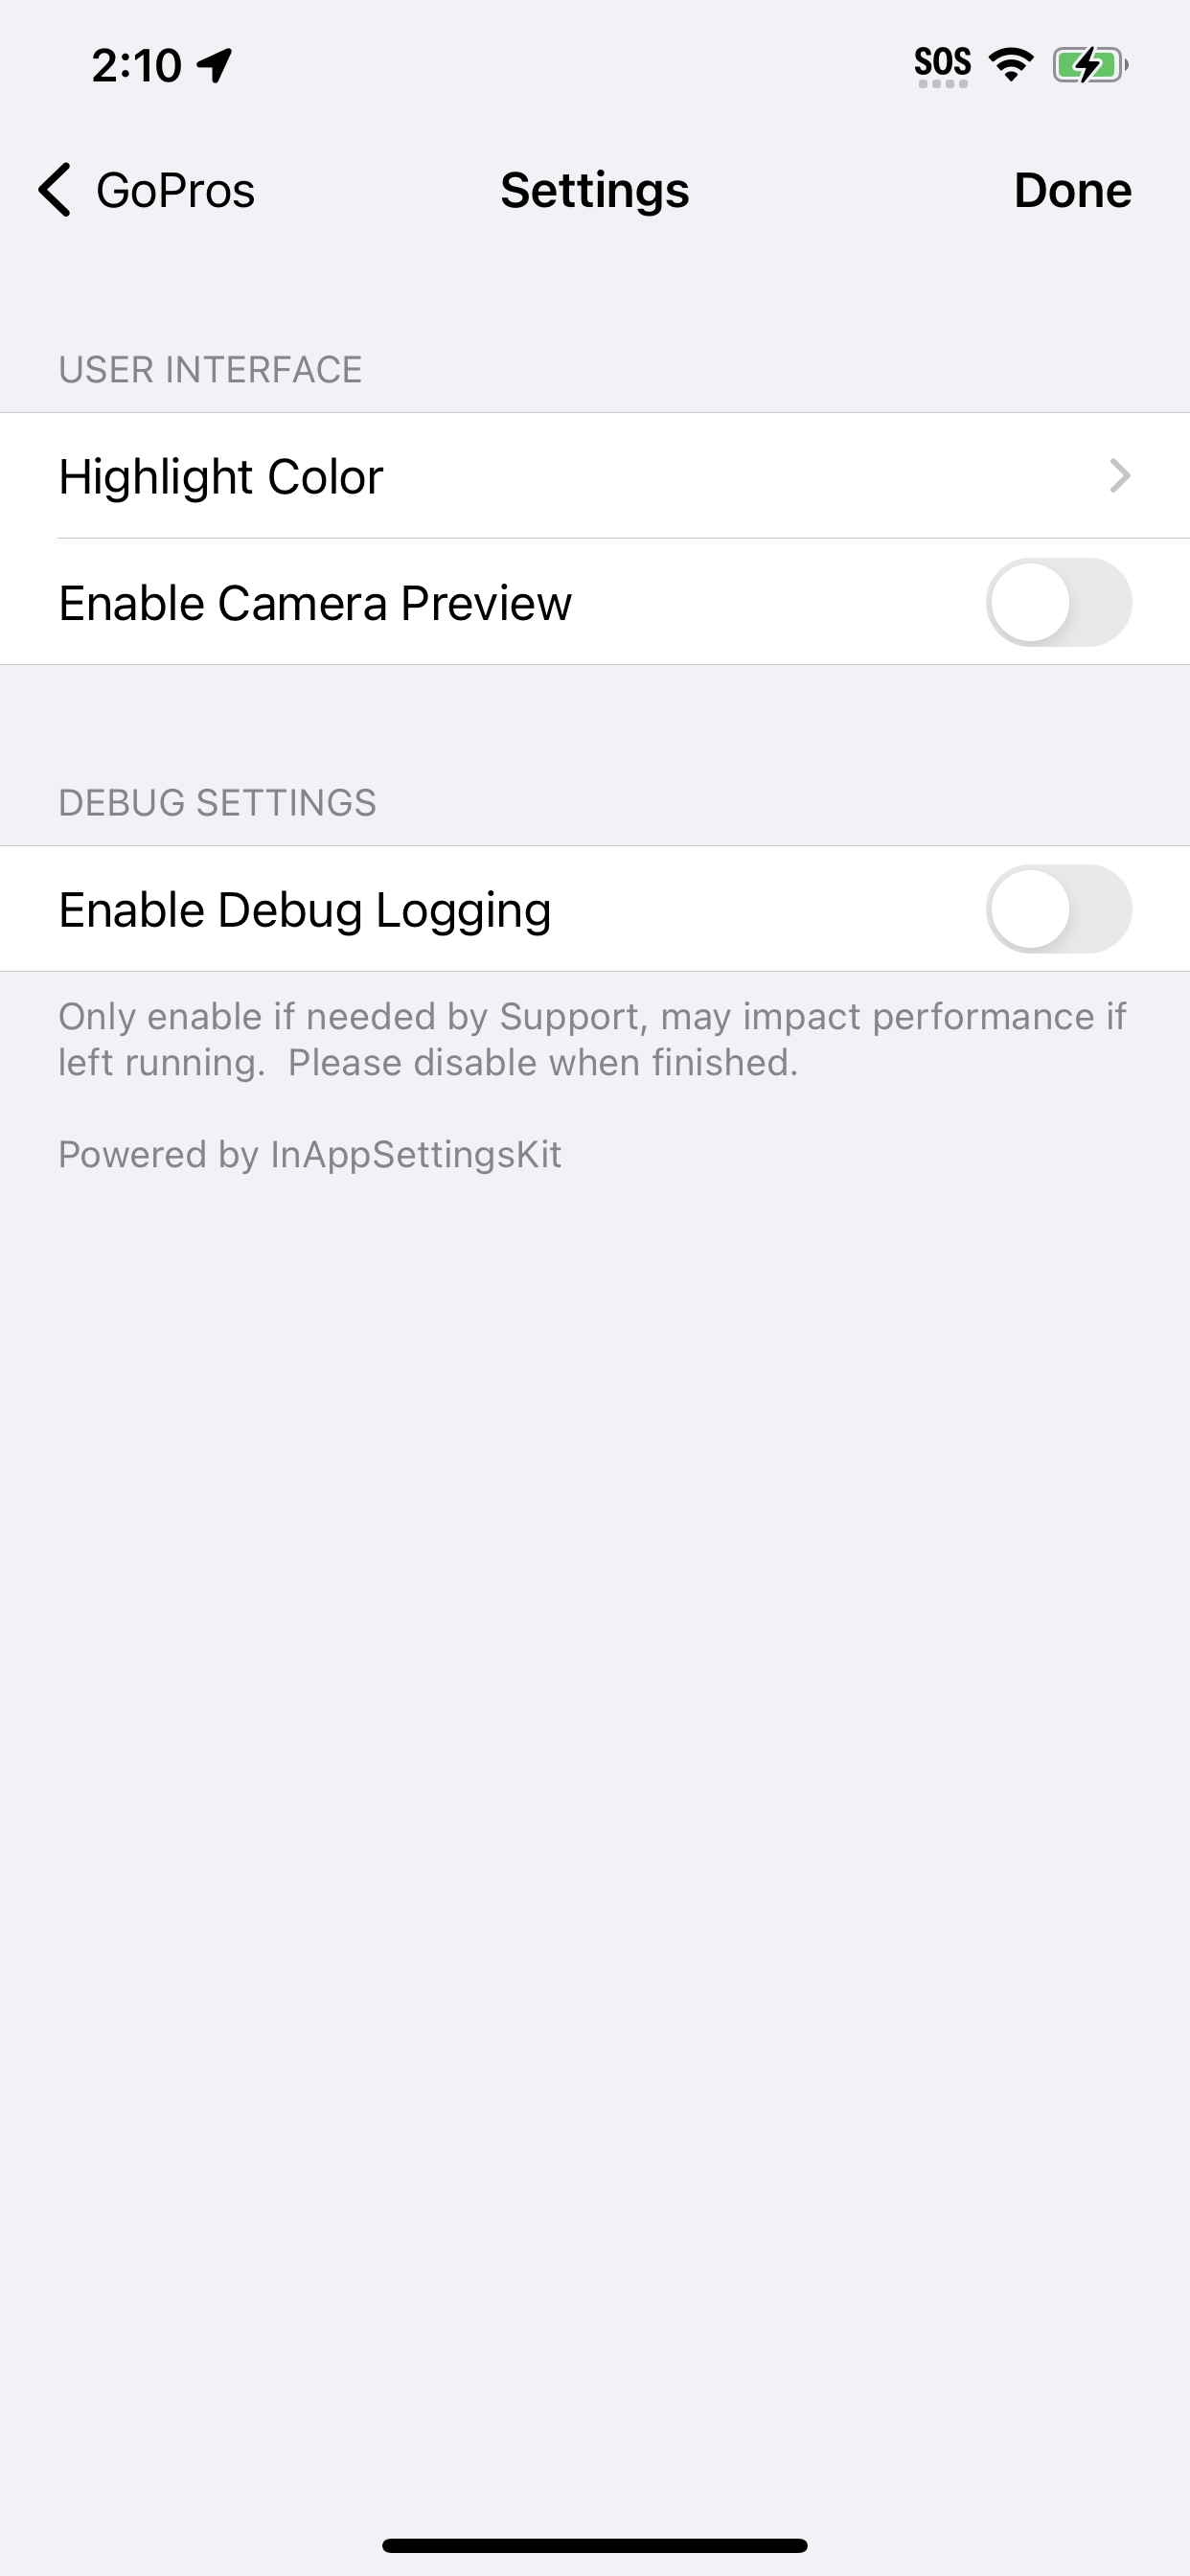 2:10
SOS
GoPros
Settings
Done
USER INTERFACE
Highlight Color
Enable Camera Preview
DEBUG SETTINGS
Enable Debug Logging
Only enable if needed by Support, may impact performance if
left running.  Please disable when finished.
Powered by InAppSettingsKit